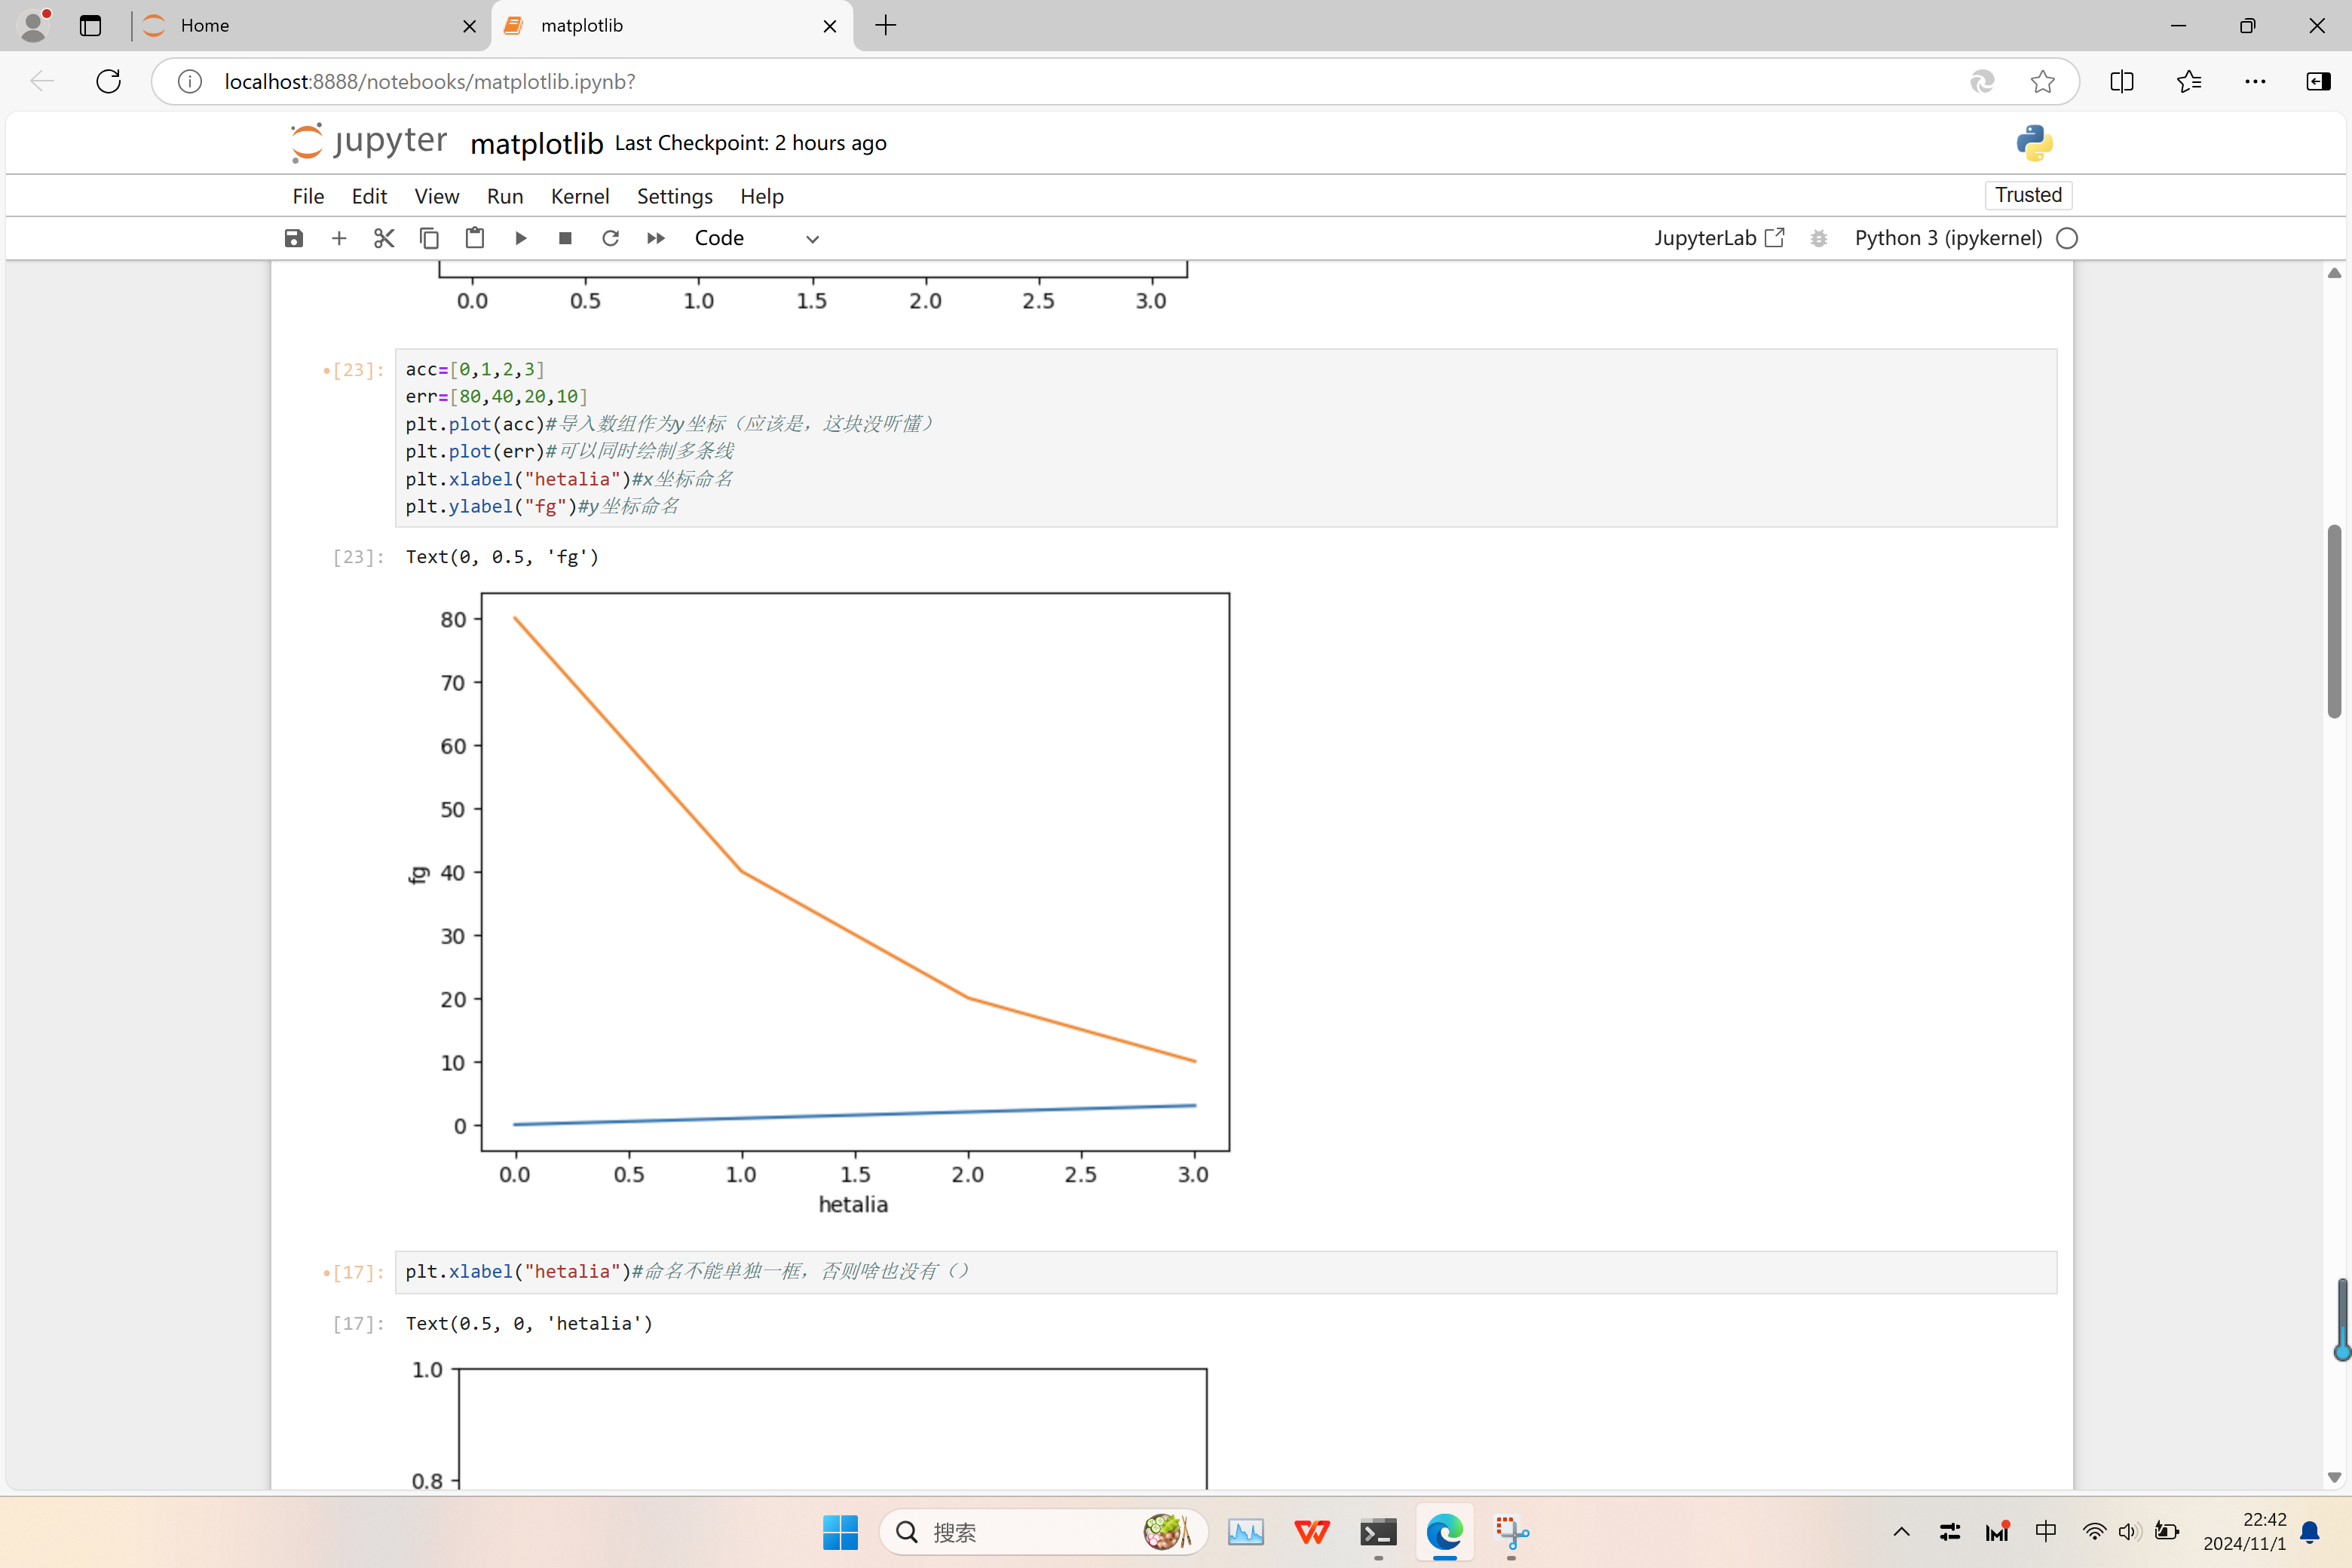 Home
matplotlib
localhost:8888/notebooks/matplotlib.ipynb?
jupyter matplotlib Last Checkpoint: 2 hours ago
File Edit View Run Kernel Settings Help
Trusted
Code
JupyterLab
Python 3 (ipykernel)
0.0 0.5 1.0 1.5 2.0 2.5 3.0
[23]:
acc=[0,1,2,3]
err=[80,40,20,10]
plt.plot(acc)#导入数组作为y坐标（应该是，这块没听懂）
plt.plot(err)#可以同时绘制多条线
plt.xlabel("hetalia")#x坐标命名
plt.ylabel("fg")#y坐标命名
[23]: Text(0, 0.5, 'fg')
80
70
60
50
fg
40
30
20
10
0
0.0 0.5 1.0 1.5 2.0 2.5 3.0
hetalia
[17]: plt.xlabel("hetalia")#命名不能单独一框，否则啥也没有（）
[17]: Text(0.5, 0, 'hetalia')
1.0
0.8
搜索
中
22:42
2024/11/1